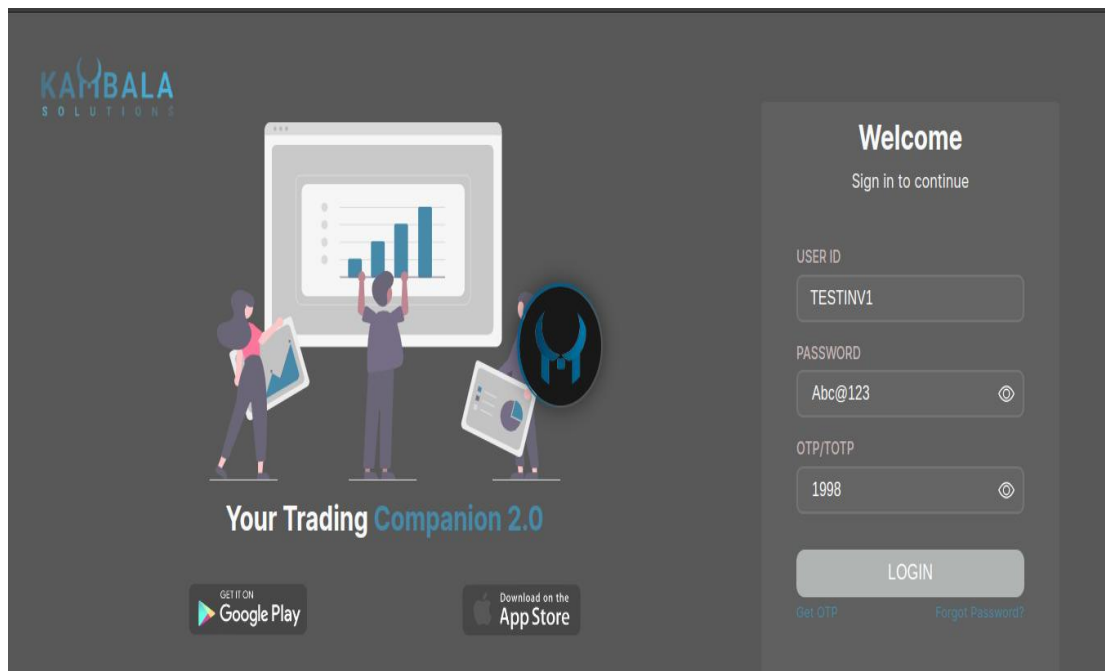 KAMBALA
SOLUTIONS
Welcome
Sign in to continue
USER ID
TESTINV1
PASSWORD
Abc@123
OTP/TOTP
1998
LOGIN
Get OTP
Forgot Password?
Your Trading Companion 2.0
GET IT ON
Google Play
Download on the
App Store